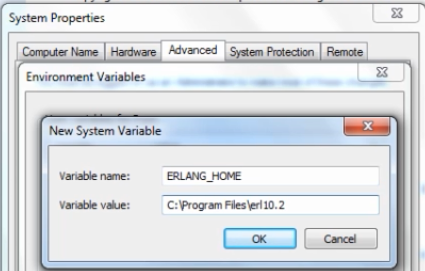 System Properties
Computer Name Hardware Advanced System Protection Remote
Environment Variables
New System Variable
Variable name: ERLANG_HOME
Variable value: C:\Program Files\erl10.2
OK Cancel